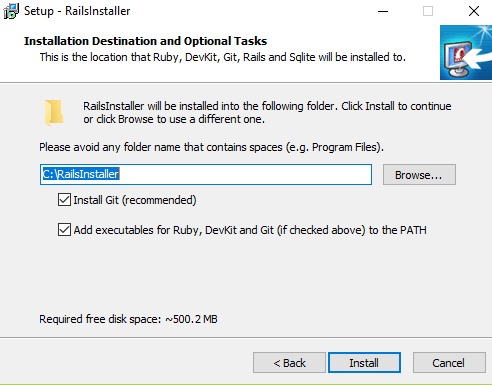 Setup - RailsInstaller
Installation Destination and Optional Tasks
This is the location that Ruby, DevKit, Git, Rails and Sqlite will be installed to.
RailsInstaller will be installed into the following folder. Click Install to continue
or click Browse to use a different one.
Please avoid any folder name that contains spaces (e.g. Program Files).
C:\RailsInstaller
Browse...
Install Git (recommended)
Add executables for Ruby, DevKit and Git (if checked above) to the PATH
Required free disk space: ~500.2 MB
< Back Install Cancel